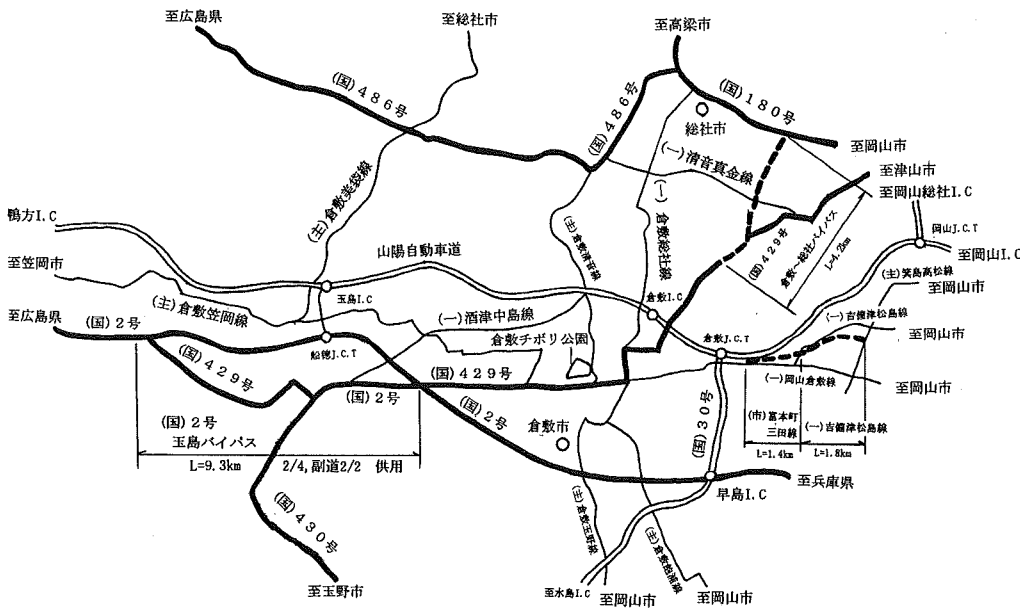 至広島県
至総社市
至高梁市
(国)486号
(国)486号
(国)180号
総社市
至岡山市
(一)清音真金線
至津山市
至岡山総社I.C
(主)倉敷美袋線
(一)倉敷総社線
(国)429号
倉敷~総社バイパス
L=4.2km
岡山J.C.T
至岡山I.C
鴨方I.C
山陽自動車道
至笠岡市
玉島I.C
倉敷I.C
(主)箕島高松線
至岡山市
(主)倉敷笠岡線
(一)酒津中島線
(一)吉備津松島線
至広島県
(国)2号
船穂J.C.T
倉敷チボリ公園
倉敷J.C.T
至岡山市
(国)429号
(国)429号
(一)岡山倉敷線
至岡山市
(国)2号
(国)2号
(国)2号
玉島バイパス
L=9.3km
2/4,副道2/2 供用
倉敷市
(国)30号
(市)富本町
三田線
(一)吉備津松島線
L=1.4km
L=1.8km
至兵庫県
早島I.C
(国)430号
(主)倉敷玉野線
至玉野市
至水島I.C
至岡山市
至岡山市